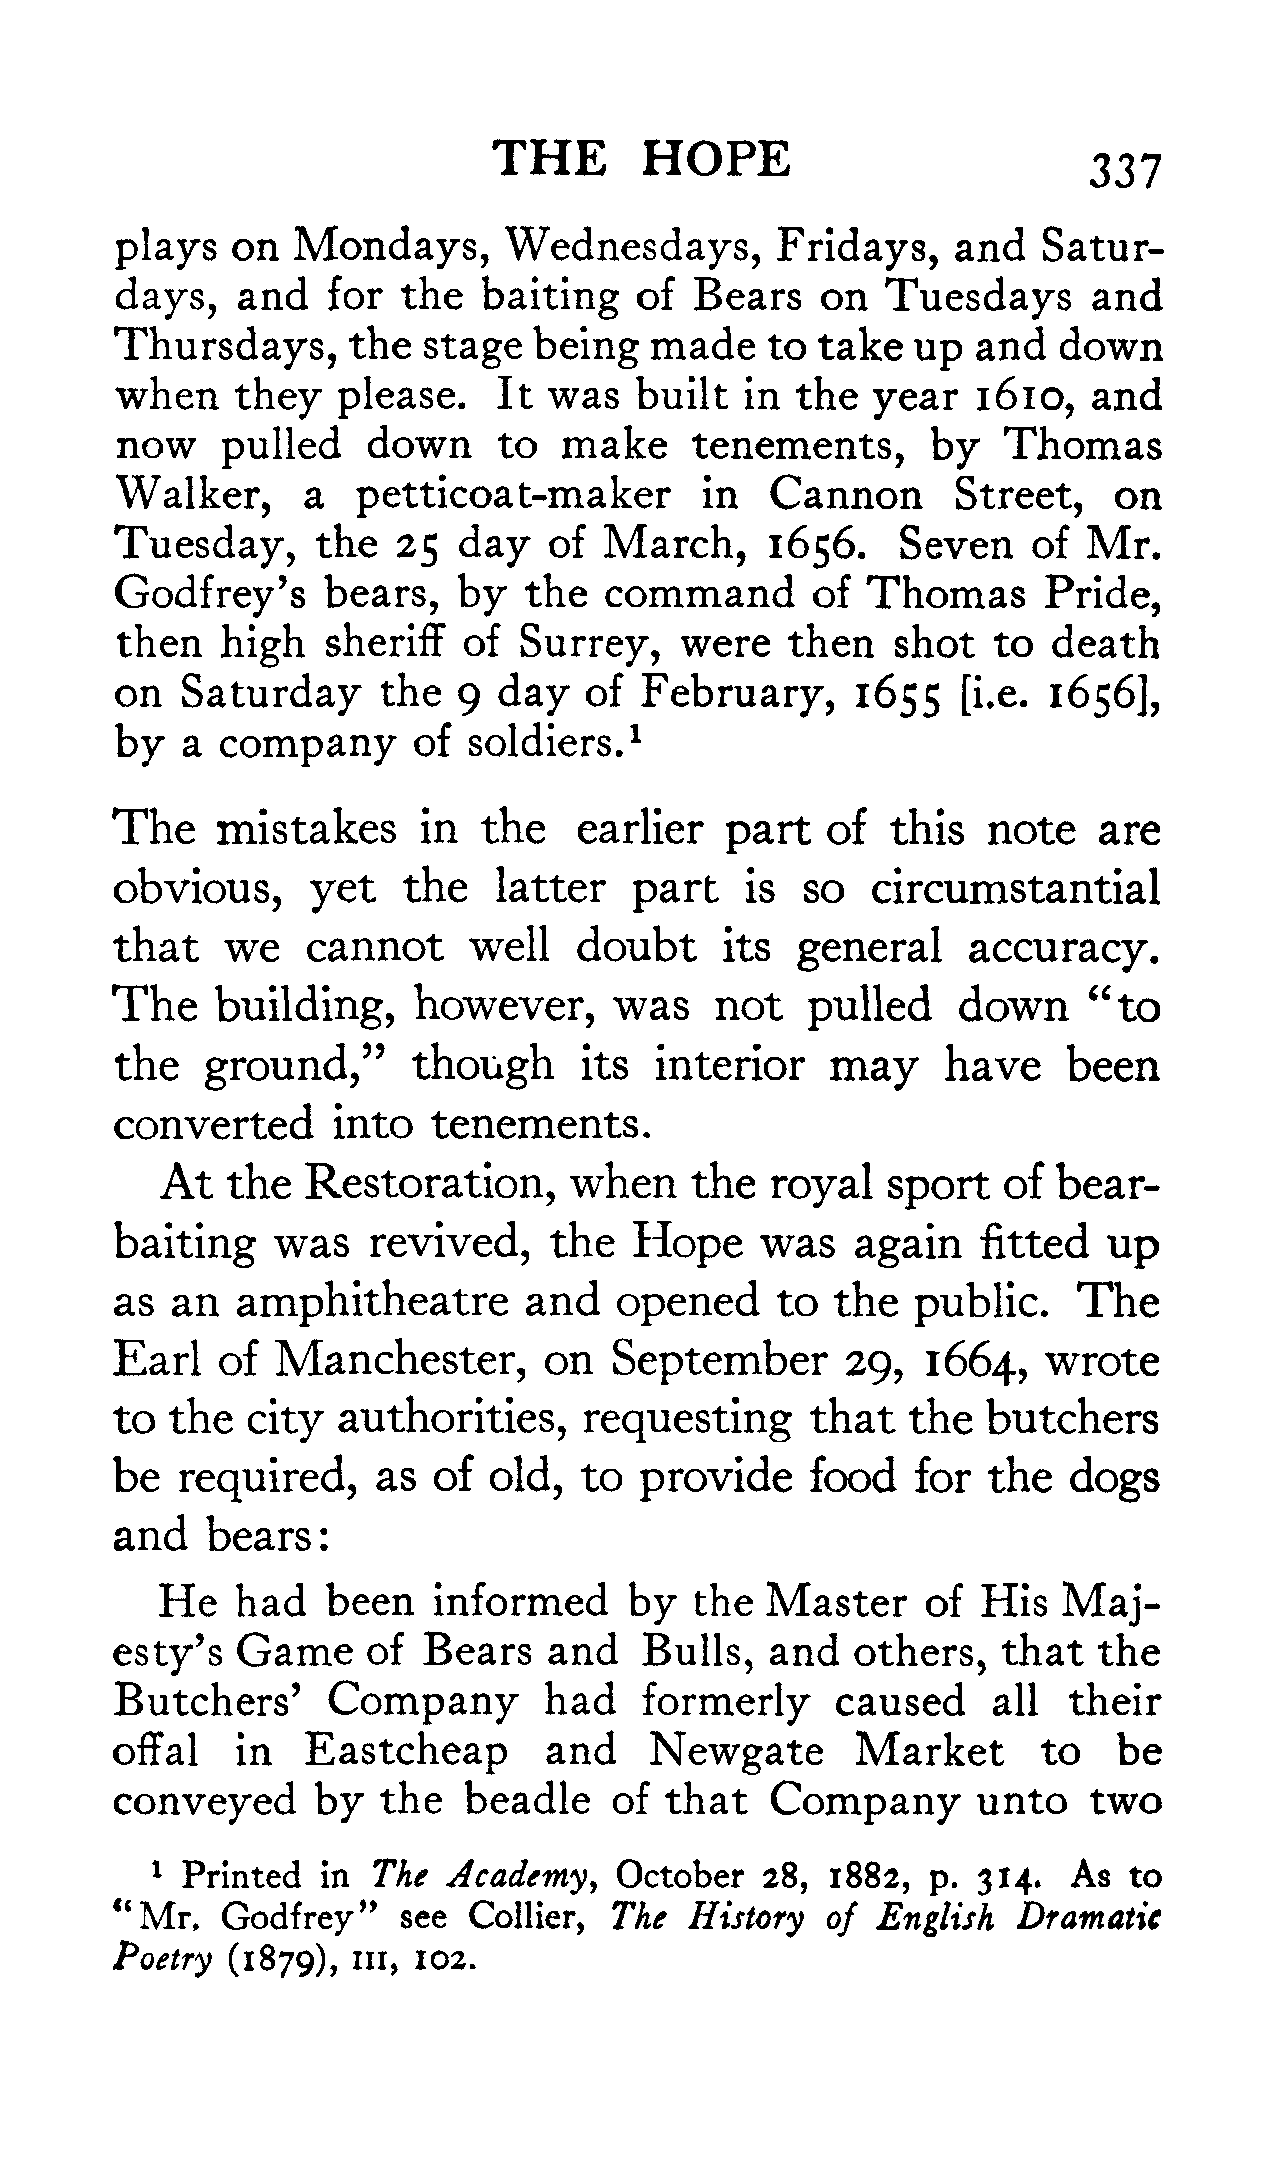 THE HOPE 337
plays on Mondays, Wednesdays, Fridays, and Satur-
days, and for the baiting of Bears on Tuesdays and
Thursdays, the stage being made to take up and down
when they please. It was built in the year 1610, and
now pulled down to make tenements, by Thomas
Walker, a petticoat-maker in Cannon Street, on
Tuesday, the 25 day of March, 1656. Seven of Mr.
Godfrey's bears, by the command of Thomas Pride,
then high sheriff of Surrey, were then shot to death
on Saturday the 9 day of February, 1655 [i.e. 1656],
by a company of soldiers.¹
The mistakes in the earlier part of this note are
obvious, yet the latter part is so circumstantial
that we cannot well doubt its general accuracy.
The building, however, was not pulled down “to
the ground,” though its interior may have been
converted into tenements.
At the Restoration, when the royal sport of bear-
baiting was revived, the Hope was again fitted up
as an amphitheatre and opened to the public. The
Earl of Manchester, on September 29, 1664, wrote
to the city authorities, requesting that the butchers
be required, as of old, to provide food for the dogs
and bears:
He had been informed by the Master of His Maj-
esty's Game of Bears and Bulls, and others, that the
Butchers' Company had formerly caused all their
offal in Eastcheap and Newgate Market to be
conveyed by the beadle of that Company unto two
¹ Printed in The Academy, October 28, 1882, p. 314. As to
“Mr. Godfrey” see Collier, The History of English Dramatic
Poetry (1879), III, 102.